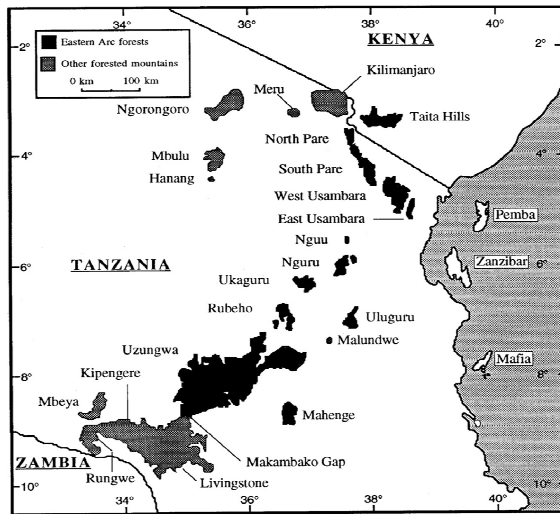 34° 36° 38° 40°
KENYA
Eastern Arc forests
Other forested mountains
0 km 100 km
2° 2°
Kilimanjaro
Meru
Ngorongoro
Taita Hills
North Pare
4° 4°
Mbulu
South Pare
Hanang
West Usambara
East Usambara
Pemba
Nguu
TANZANIA
Nguru
Zanzibar
6° 6°
Ukaguru
Rubeho
Uluguru
Malundwe
Uzungwa
Mafia
Kipengere
8° 8°
Mbeya
Mahenge
Makambako Gap
ZAMBIA
Rungwe
Livingstone
10° 10°
34° 36° 38° 40°